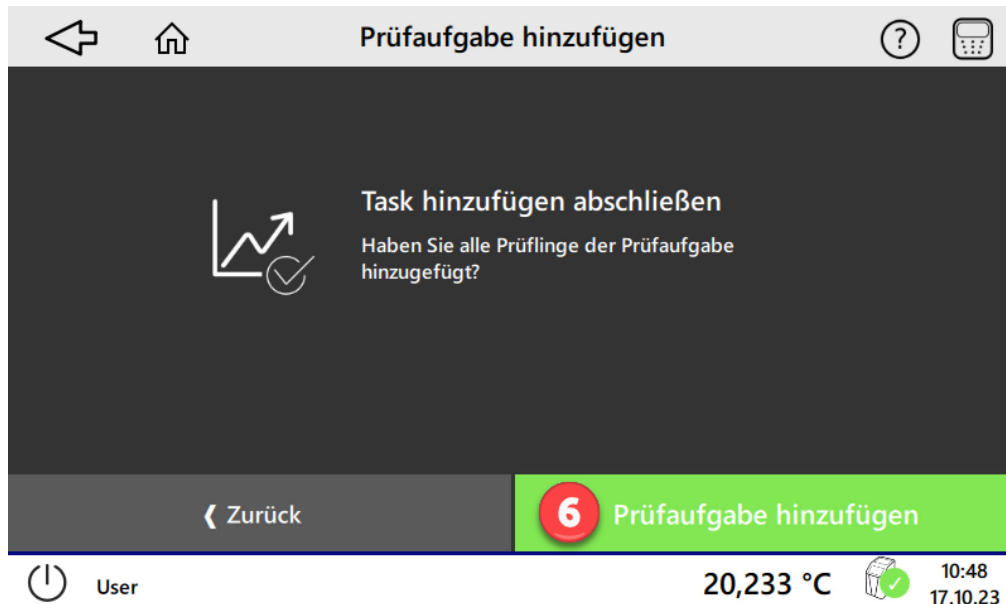 Prüfaufgabe hinzufügen
?
Task hinzufügen abschließen
Haben Sie alle Prüflinge der Prüfaufgabe
hinzugefügt?
❰ Zurück
6 Prüfaufgabe hinzufügen
User
20,233 °C
10:48
17.10.23